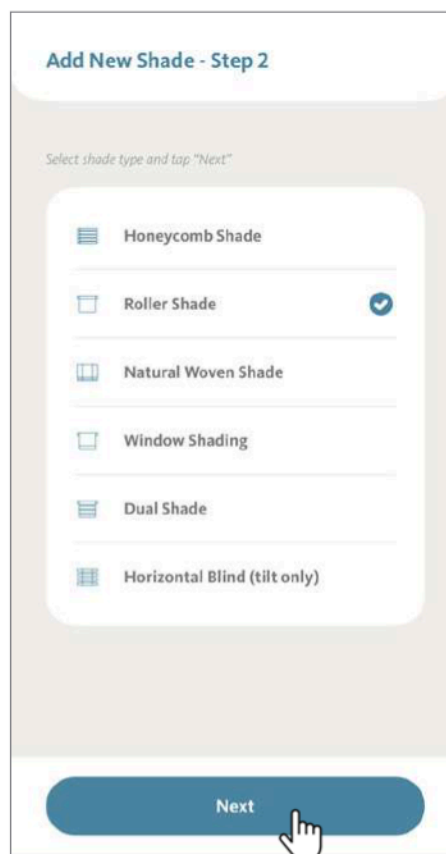 Add New Shade - Step 2
Select shade type and tap "Next"
Honeycomb Shade
Roller Shade
Natural Woven Shade
Window Shading
Dual Shade
Horizontal Blind (tilt only)
Next